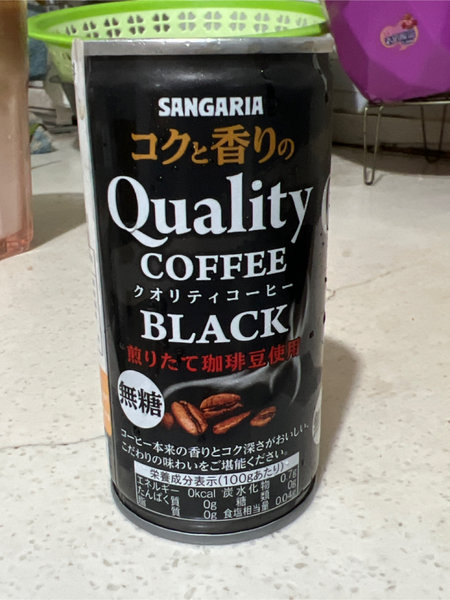 SANGARIA
コクと香りの
Quality
COFFEE
クオリティコーヒー
BLACK
煎りたて珈琲豆使用
無糖
コーヒー本来の香りとコク深さがおいしい、
こだわりの味わいをご堪能ください。
栄養成分表示(100gあたり)
エネルギー 0kcal 炭水化物 0.7g
たんぱく質 0g 糖類 0g
脂質 0g 食塩相当量 0.04g